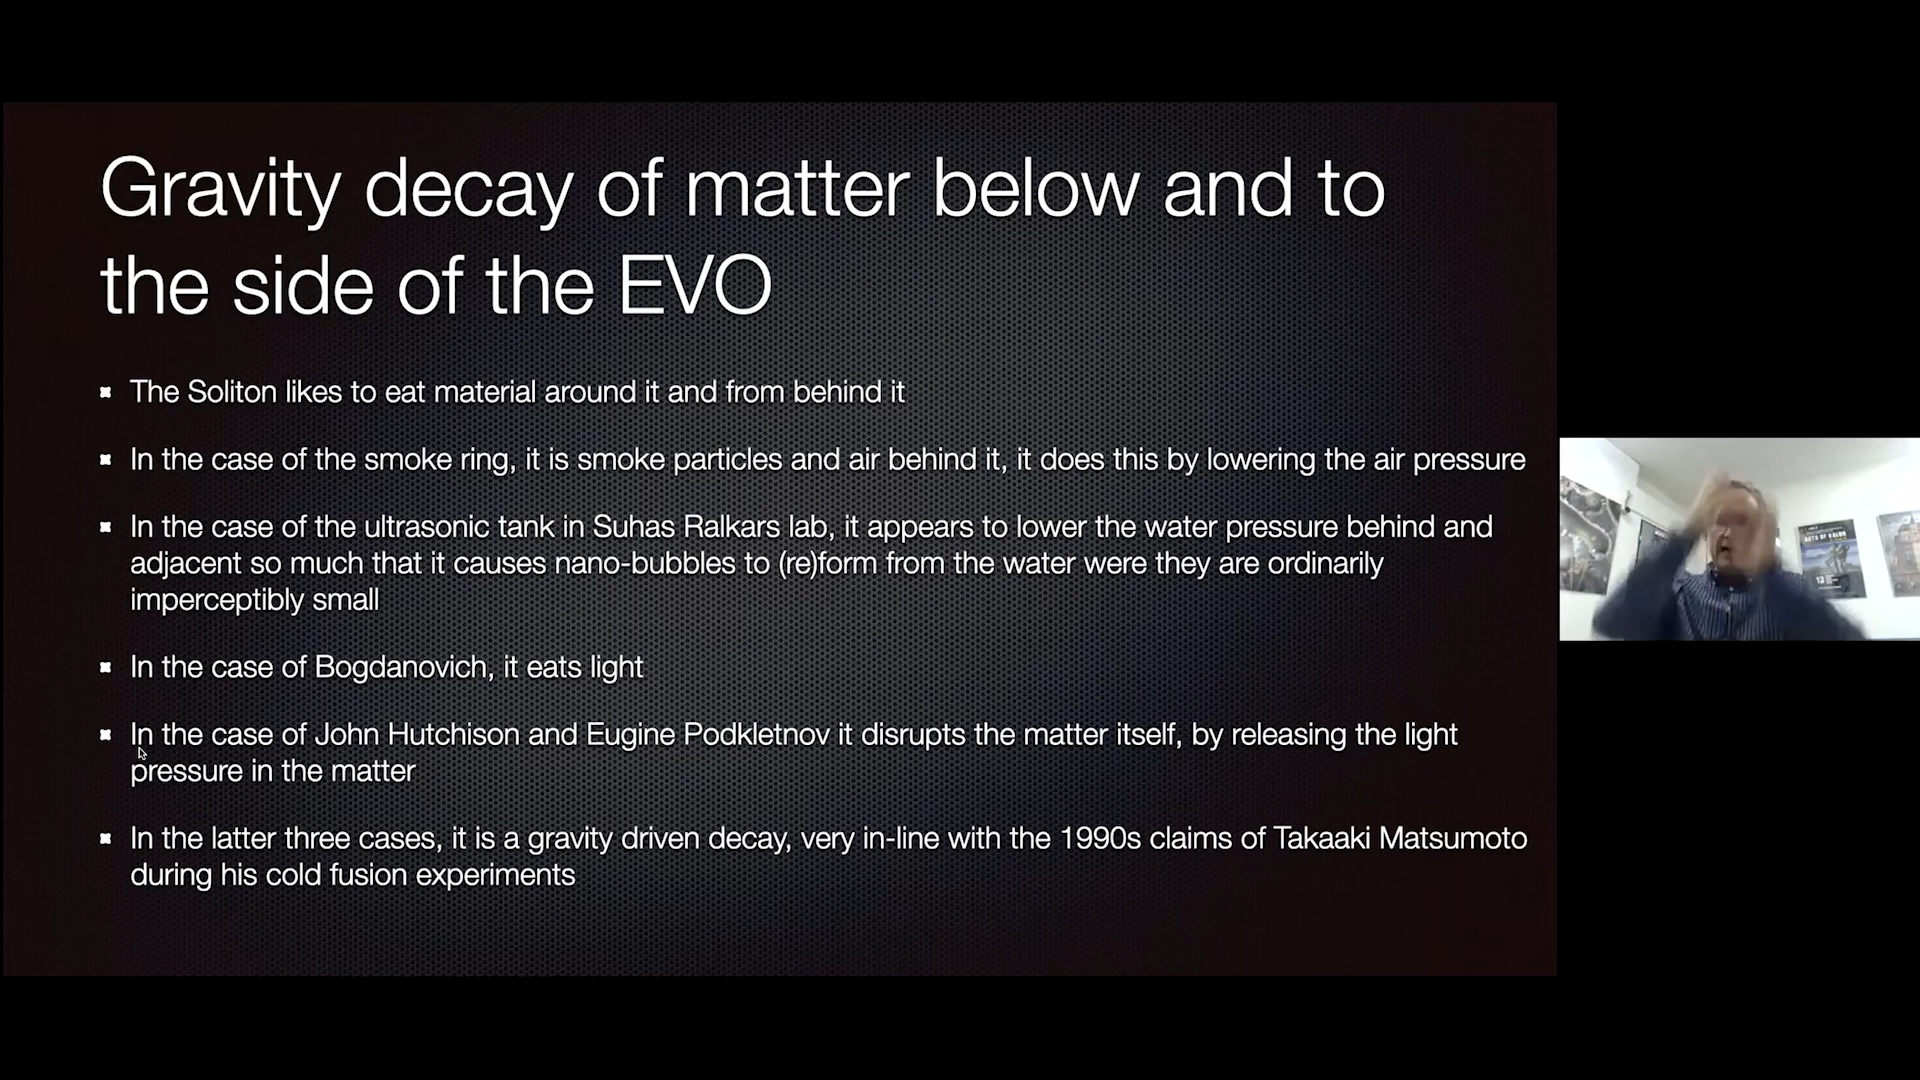 Gravity decay of matter below and to
the side of the EVO
The Soliton likes to eat material around it and from behind it
In the case of the smoke ring, it is smoke particles and air behind it, it does this by lowering the air pressure
In the case of the ultrasonic tank in Suhas Ralkars lab, it appears to lower the water pressure behind and
adjacent so much that it causes nano-bubbles to (re)form from the water were they are ordinarily
imperceptibly small
In the case of Bogdanovich, it eats light
In the case of John Hutchison and Eugine Podkletnov it disrupts the matter itself, by releasing the light
pressure in the matter
In the latter three cases, it is a gravity driven decay, very in-line with the 1990s claims of Takaaki Matsumoto
during his cold fusion experiments
ACTS OF VALOR